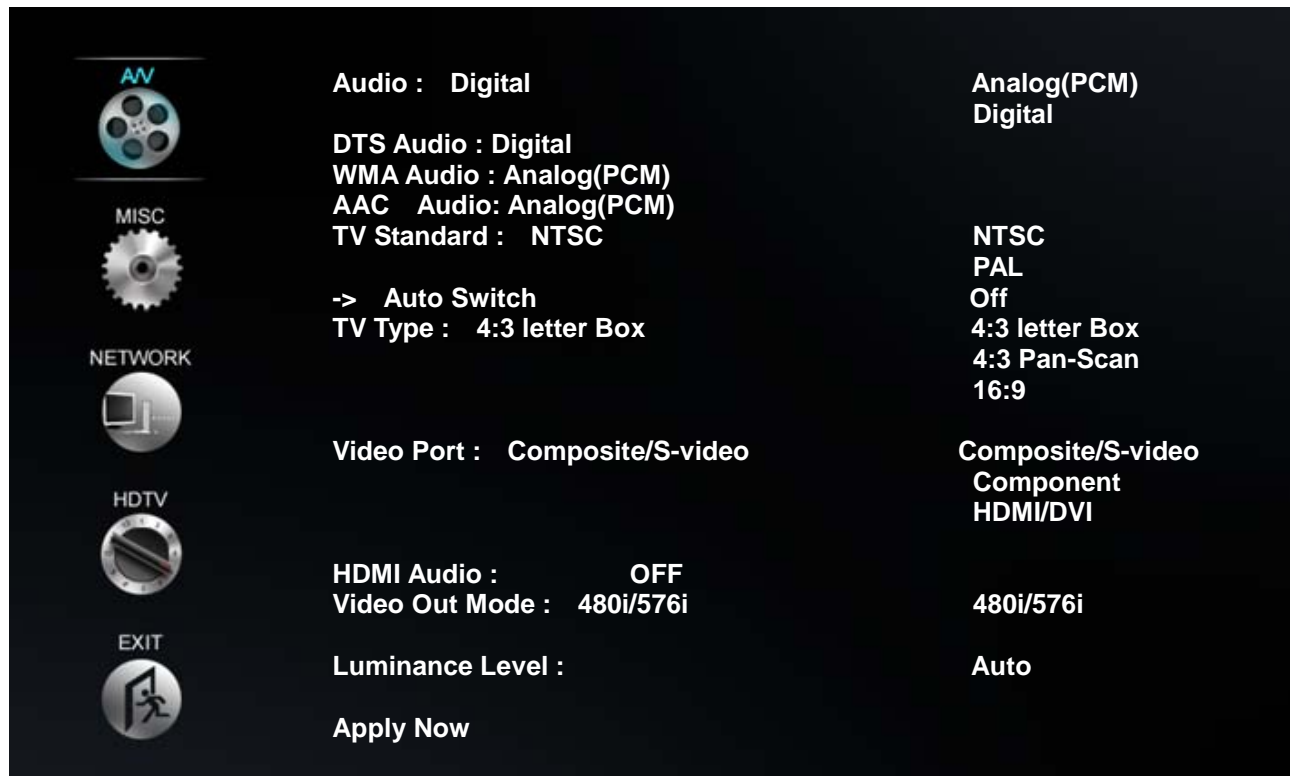 A/V
MISC
NETWORK
HDTV
EXIT
Audio : Digital Analog(PCM)
Digital
DTS Audio : Digital
WMA Audio : Analog(PCM)
AAC Audio: Analog(PCM)
TV Standard : NTSC NTSC
PAL
-> Auto Switch Off
TV Type : 4:3 letter Box 4:3 letter Box
4:3 Pan-Scan
16:9
Video Port : Composite/S-video Composite/S-video
Component
HDMI/DVI
HDMI Audio : OFF
Video Out Mode : 480i/576i 480i/576i
Luminance Level : Auto
Apply Now